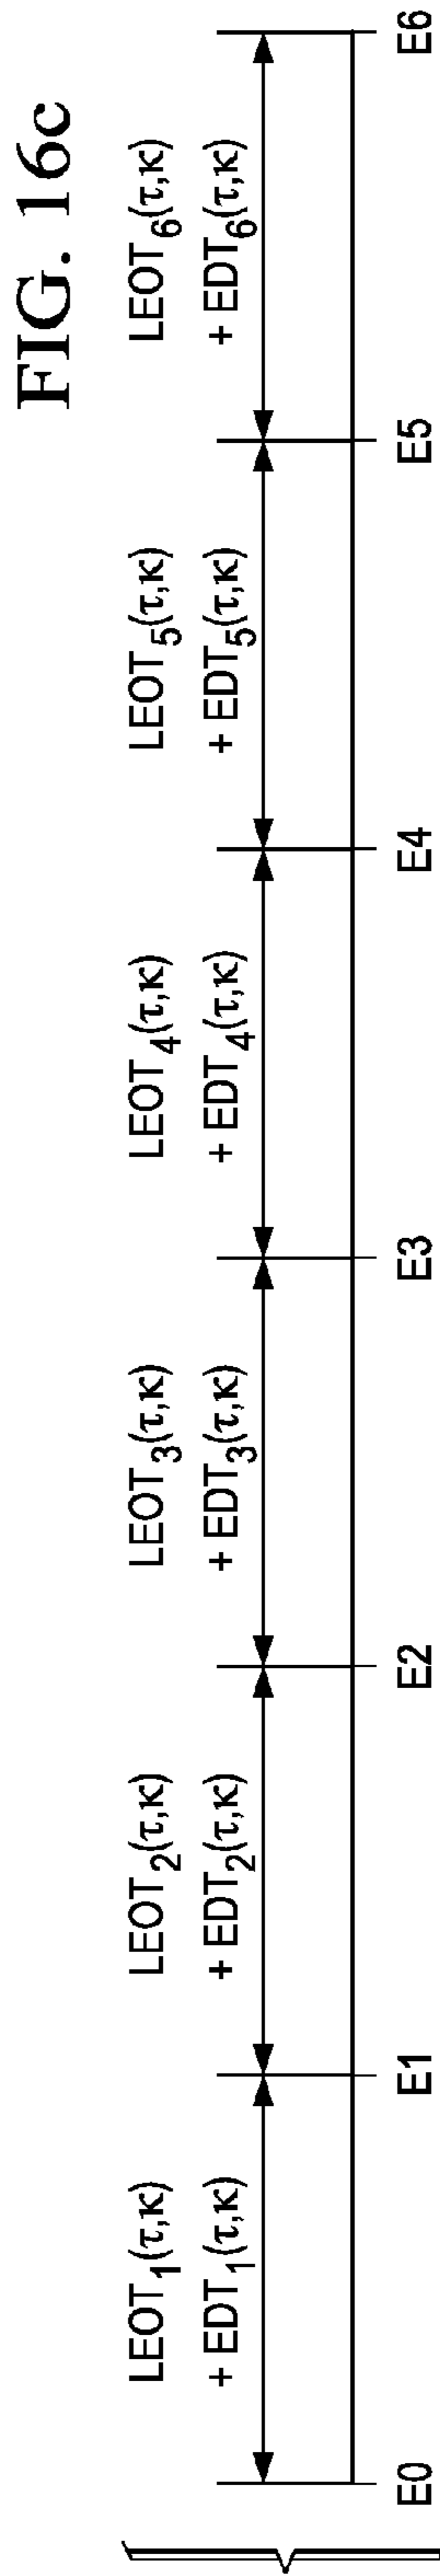 FIG. 16c
LEOT1(τ,κ)
+ EDT1(τ,κ)
LEOT2(τ,κ)
+ EDT2(τ,κ)
LEOT3(τ,κ)
+ EDT3(τ,κ)
LEOT4(τ,κ)
+ EDT4(τ,κ)
LEOT5(τ,κ)
+ EDT5(τ,κ)
LEOT6(τ,κ)
+ EDT6(τ,κ)
E0
E1
E2
E3
E4
E5
E6